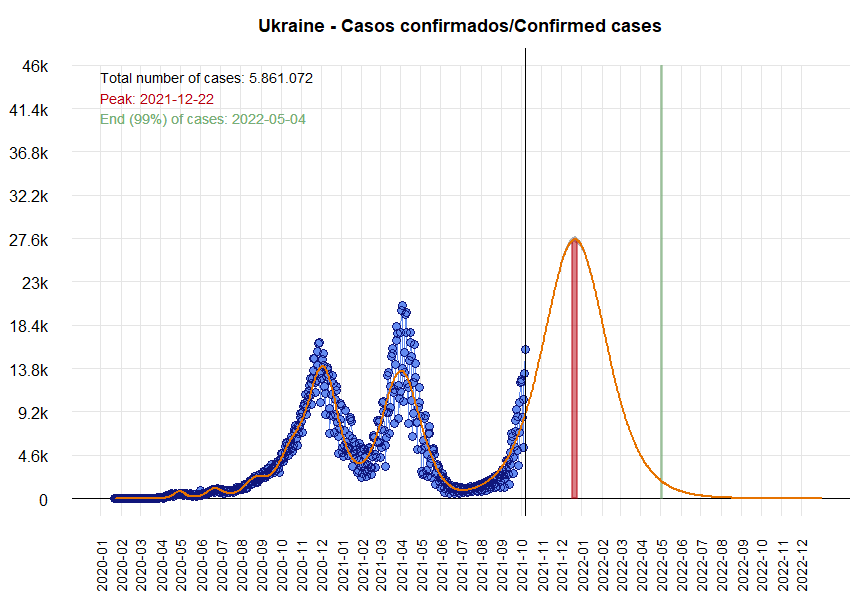 Ukraine - Casos confirmados/Confirmed cases
46k
41.4k
36.8k
32.2k
27.6k
23k
18.4k
13.8k
9.2k
4.6k
0
Total number of cases: 5.861.072
Peak: 2021-12-22
End (99%) of cases: 2022-05-04
2020-01
2020-02
2020-03
2020-04
2020-05
2020-06
2020-07
2020-08
2020-09
2020-10
2020-11
2020-12
2021-01
2021-02
2021-03
2021-04
2021-05
2021-06
2021-07
2021-08
2021-09
2021-10
2021-11
2021-12
2022-01
2022-02
2022-03
2022-04
2022-05
2022-06
2022-07
2022-08
2022-09
2022-10
2022-11
2022-12